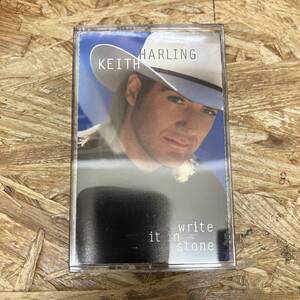 HARLING
KEITH
write
it in
stone